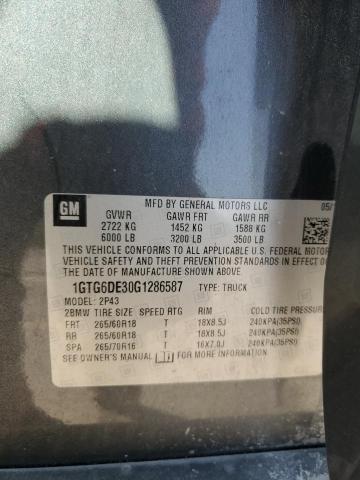 GM
MFD BY GENERAL MOTORS LLC 05/
GVWR GAWR FRT GAWR RR
2722 KG 1452 KG 1588 KG
6000 LB 3200 LB 3500 LB
THIS VEHICLE CONFORMS TO ALL APPLICABLE U.S. FEDERAL MOTOR
VEHICLE SAFETY STANDARDS IN EFFECT ON THE
DATE OF MANUFACTURE SHOWN ABOVE.
1GTG6DE30G1286587 TYPE: TRUCK
MODEL: 2P43
2BMW TIRE SIZE SPEED RTG RIM COLD TIRE PRESSU
FRT 265/60R18 T 18X8.5J 240KPA(35PSI)
RR 265/60R18 T 18X8.5J 240KPA(35PSI)
SPA 265/70R16 T 16X7.0J 240KPA(35PSI)
SEE OWNER'S MANUAL FOR MORE INFORMATION